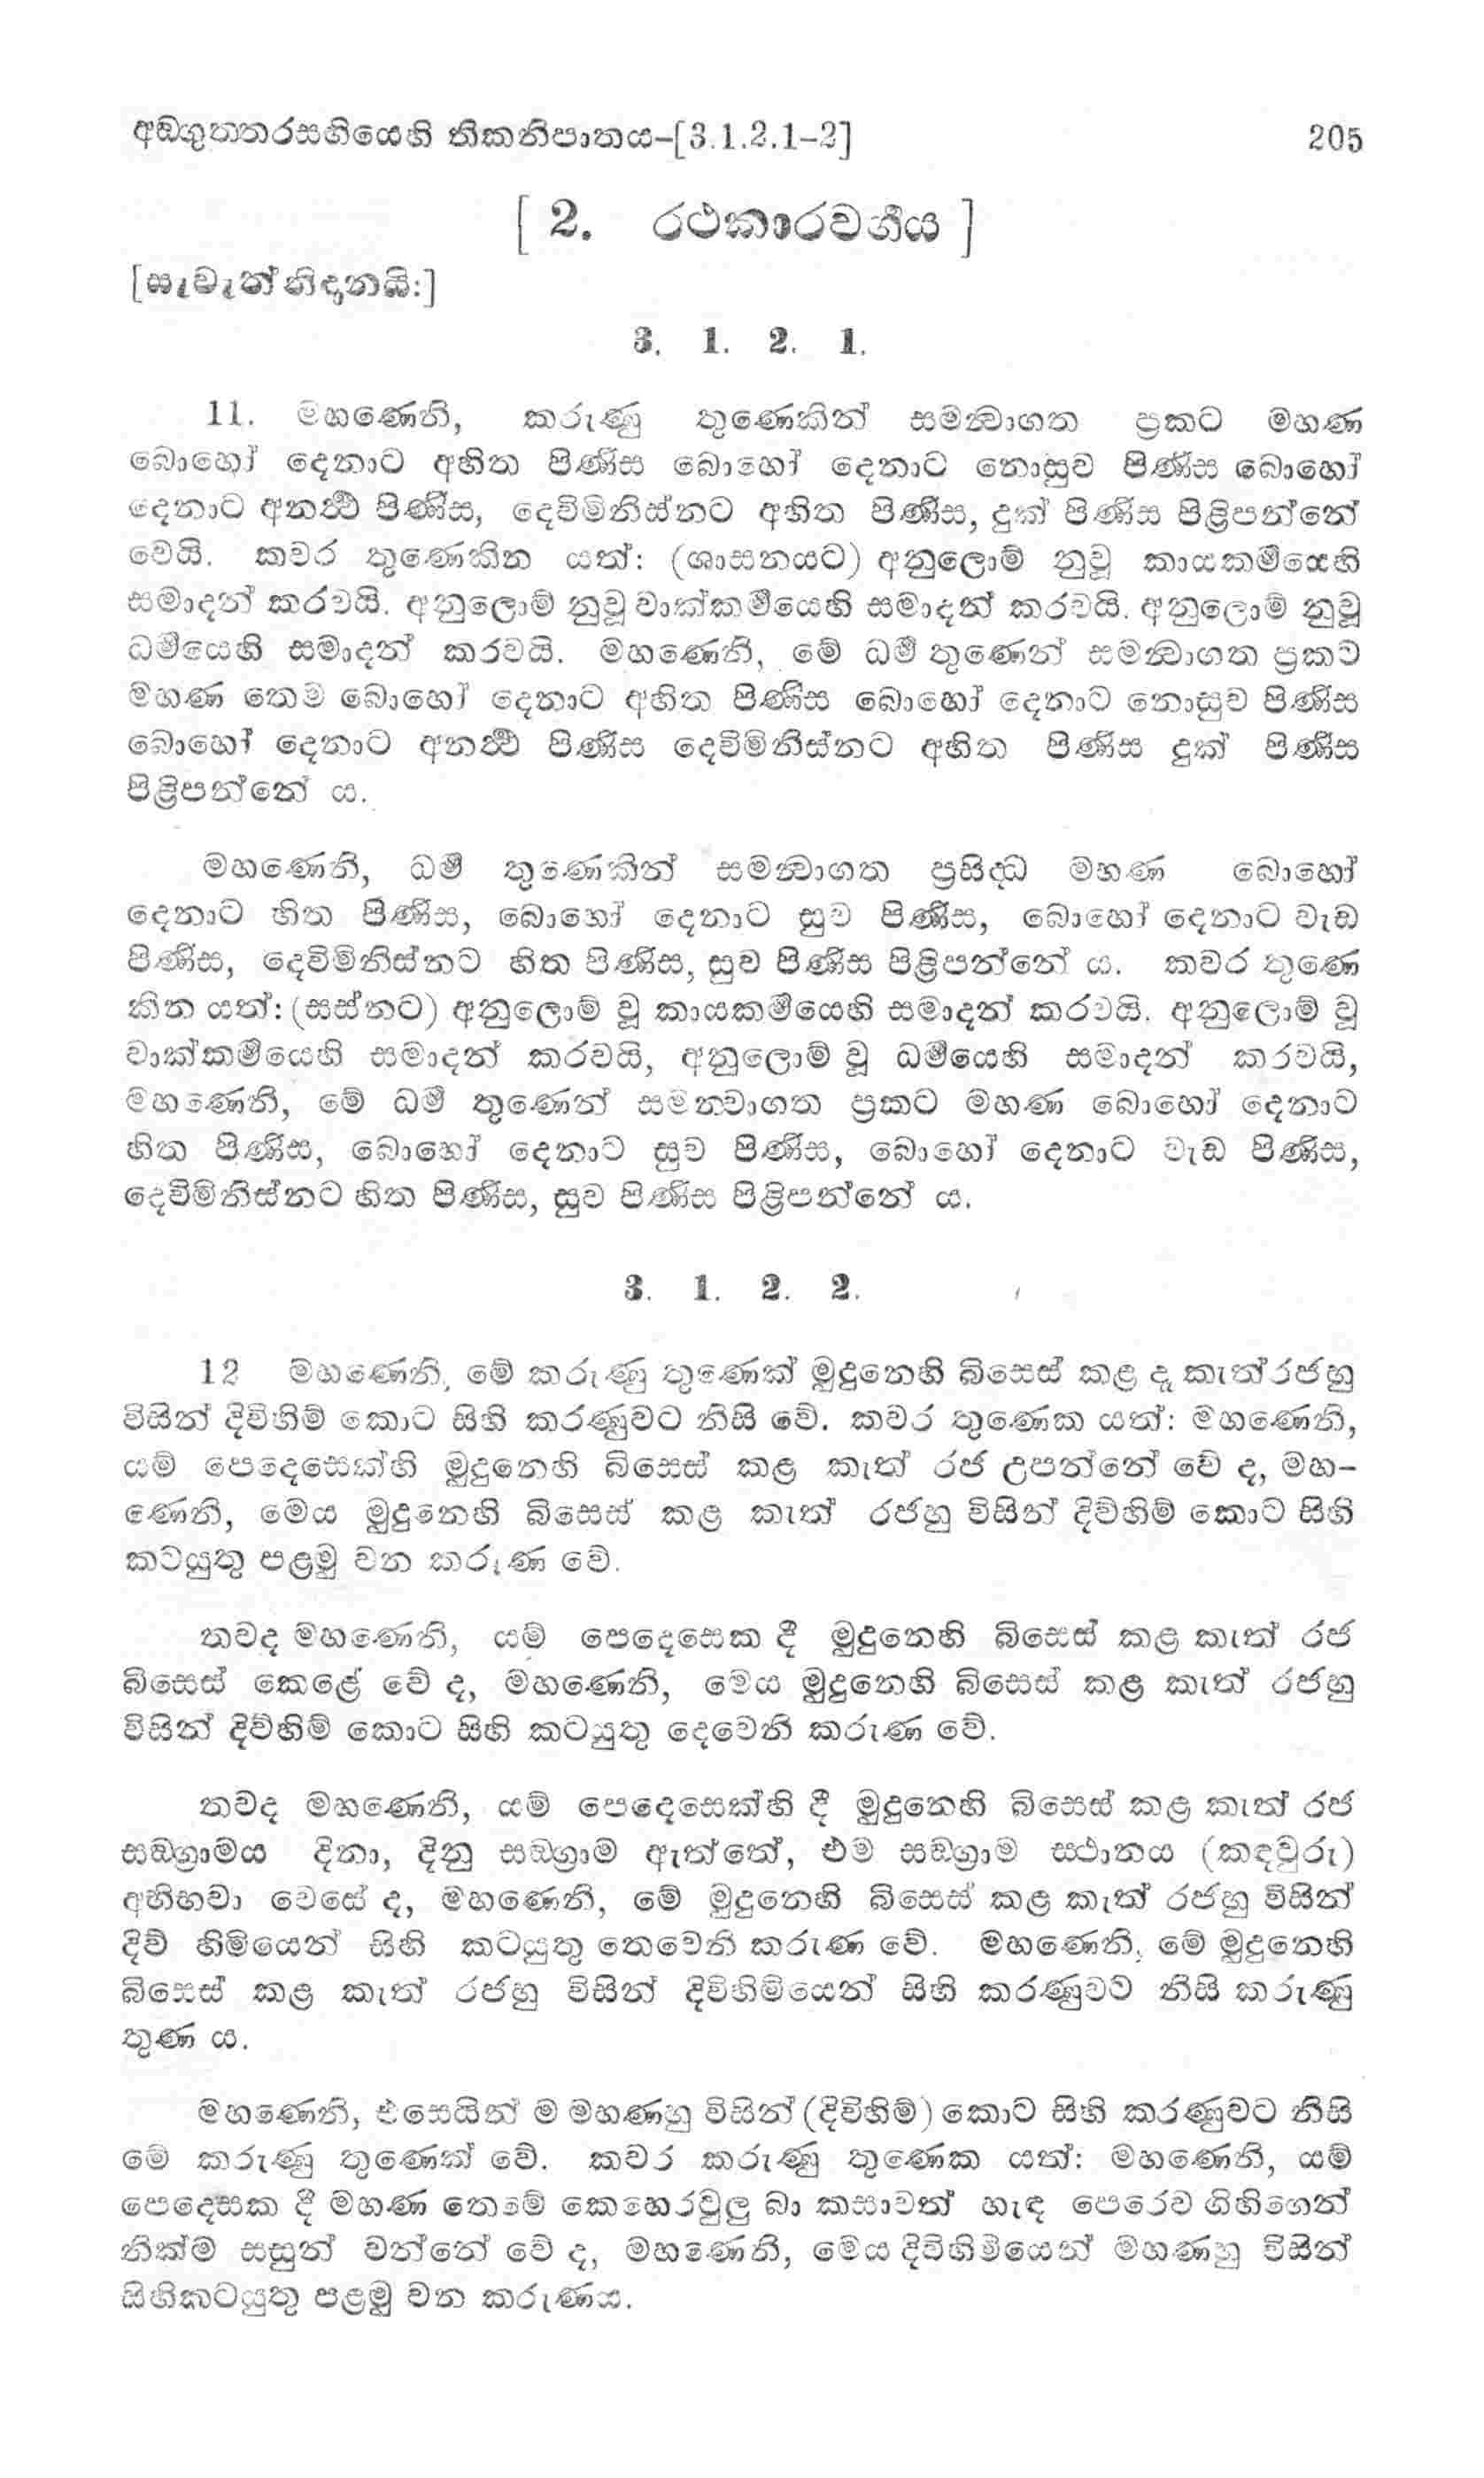 අඞ්ගුත්තරසඟියෙහි තිකනිපාතය-[3.1.2.1-2] 205
[ 2. රථකාරවර්ගය ]
[සැවැත් නිදානයි:]
3. 1. 2. 1.
11. මහණෙනි, කරුණු තුණෙකින් සමන්වාගත ප්‍රකට මහණ
බොහෝ දෙනාට අහිත පිණිස බොහෝ දෙනාට නොසුව පිණිස බොහෝ
දෙනාට අනර්ථ පිණිස, දෙව්මිනිස්නට අහිත පිණිස, දුක් පිණිස පිළිපන්නේ
වෙයි. කවර තුණෙකින යත්: (ශාසනයට) අනුලොම් නුවූ කායකර්මයෙහි
සමාදන් කරවයි. අනුලොම් නුවූ වාක්කර්මයෙහි සමාදන් කරවයි. අනුලොම් නුවූ
ධර්මයෙහි සමාදන් කරවයි. මහණෙනි, මේ ධර්ම තුණෙන් සමන්වාගත ප්‍රකට
මහණ තෙම බොහෝ දෙනාට අහිත පිණිස බොහෝ දෙනාට නොසුව පිණිස
බොහෝ දෙනාට අනර්ථ පිණිස දෙව්මිනිස්නට අහිත පිණිස දුක් පිණිස
පිළිපන්නේ ය.
මහණෙනි, ධර්ම තුණෙකින් සමන්වාගත ප්‍රසිද්ධ මහණ බොහෝ
දෙනාට හිත පිණිස, බොහෝ දෙනාට සුව පිණිස, බොහෝ දෙනාට වැඩ
පිණිස, දෙව්මිනිස්නට හිත පිණිස, සුව පිණිස පිළිපන්නේ ය. කවර තුණෙ
කින යත්: (සස්නට) අනුලොම් වූ කායකර්මයෙහි සමාදන් කරවයි. අනුලොම් වූ
වාක්කර්මයෙහි සමාදන් කරවයි, අනුලොම් වූ ධර්මයෙහි සමාදන් කරවයි,
මහණෙනි, මේ ධර්ම තුණෙන් සමන්වාගත ප්‍රකට මහණ බොහෝ දෙනාට
හිත පිණිස, බොහෝ දෙනාට සුව පිණිස, බොහෝ දෙනාට වැඩ පිණිස,
දෙව්මිනිස්නට හිත පිණිස, සුව පිණිස පිළිපන්නේ ය.
3. 1. 2. 2.
12 මහණෙනි, මේ කරුණු තුණෙක් මුදුනෙහි බිසෙස් කළ දෑ කැත්රජහු
විසින් දිවිහිම් කොට සිහි කරණුවට නිසි වේ. කවර තුණෙක යත්: මහණෙනි,
යම් පෙදෙසෙක්හි මුදුනෙහි බිසෙස් කළ කැත් රජ උපන්නේ වේ ද, මහ-
ණෙනි, මෙය මුදුනෙහි බිසෙස් කළ කැත් රජහු විසින් දිව්හිම් කොට සිහි
කටයුතු පළමු වන කරුණ වේ.
තවද මහණෙනි, යම් පෙදෙසෙක දී මුදුනෙහි බිසෙස් කළ කැත් රජ
බිසෙස් කෙළේ වේ ද, මහණෙනි, මෙය මුදුනෙහි බිසෙස් කළ කැත් රජහු
විසින් දිව්හිම් කොට සිහි කටයුතු දෙවෙනි කරුණ වේ.
තවද මහණෙනි, යම් පෙදෙසෙක්හි දී මුදුනෙහි බිසෙස් කළ කැත් රජ
සඞ්ග්‍රාමය දිනා, දිනු සඞ්ග්‍රාම ඇත්තේ, එම සඞ්ග්‍රාම ස්ථානය (කඳවුරු)
අභිභවා වෙසේ ද, මහණෙනි, මේ මුදුනෙහි බිසෙස් කළ කැත් රජහු විසින්
දිව් හිමියෙන් සිහි කටයුතු තෙවෙනි කරුණ වේ. මහණෙනි, මේ මුදුනෙහි
බිසෙස් කළ කැත් රජහු විසින් දිවිහිමියෙන් සිහි කරණුවට නිසි කරුණු
තුණ ය.
මහණෙනි, එසෙයින් ම මහණහු විසින් (දිවිහිම්) කොට සිහි කරණුවට නිසි
මේ කරුණු තුණෙක් වේ. කවර කරුණු තුණෙක යත්: මහණෙනි, යම්
පෙදෙසක දී මහණ තෙමේ කෙහෙරවුලු බා කසාවත් හැඳ පෙරෙව ගිහිගෙන්
නික්ම සසුන් වන්නේ වේ ද, මහණෙනි, මෙය දිවිහිමියෙන් මහණහු විසින්
සිහිකටයුතු පළමු වන කරුණය.